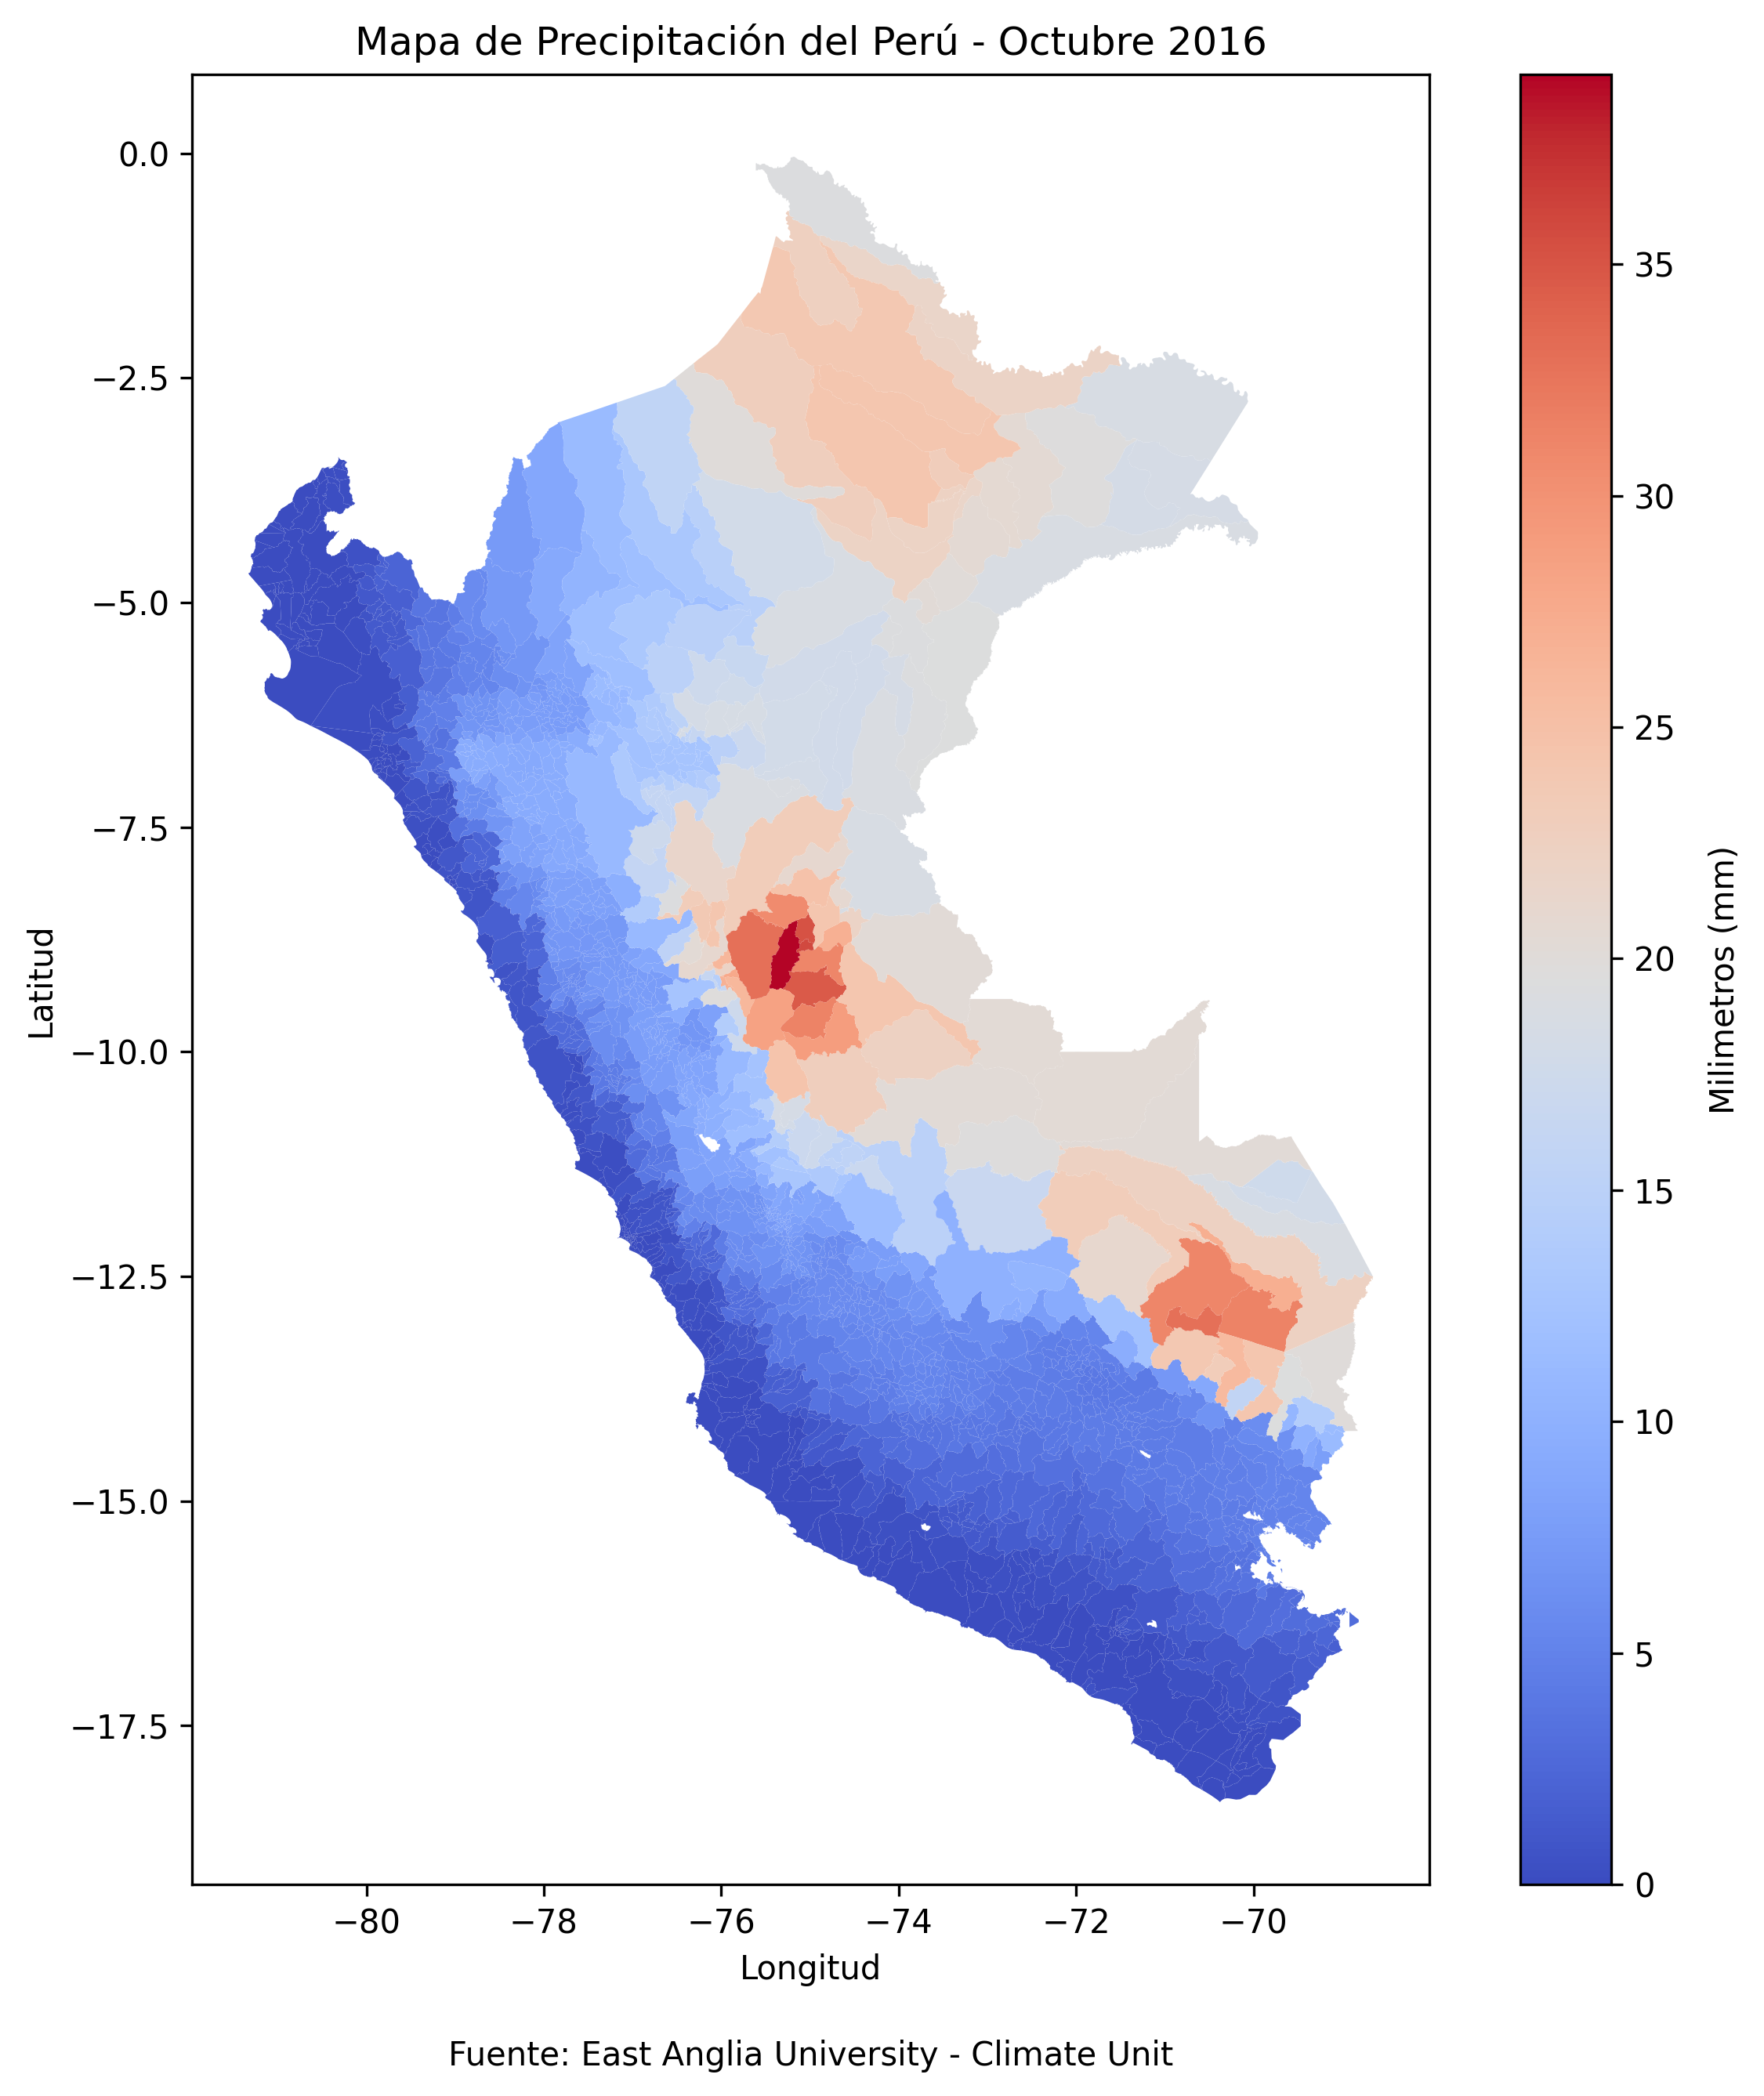 Mapa de Precipitación del Perú - Octubre 2016
0.0
−2.5
−5.0
−7.5
−10.0
−12.5
−15.0
−17.5
Latitud
−80 −78 −76 −74 −72 −70
Longitud
35
30
25
20
15
10
5
0
Milimetros (mm)
Fuente: East Anglia University - Climate Unit